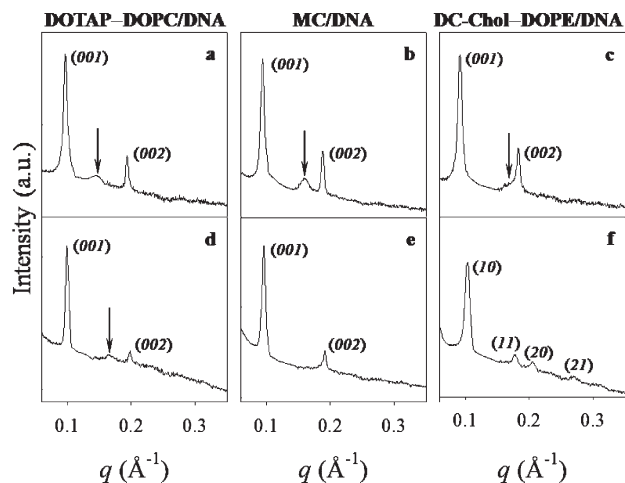 DOTAP–DOPC/DNA MC/DNA DC-Chol–DOPE/DNA
(001) a (001) b (001) c
(002) (002) (002)
Intensity (a.u.)
(001) d (001) e (10) f
(002) (002) (11) (20) (21)
0.1 0.2 0.3 0.1 0.2 0.3 0.1 0.2 0.3
q (Å⁻¹) q (Å⁻¹) q (Å⁻¹)